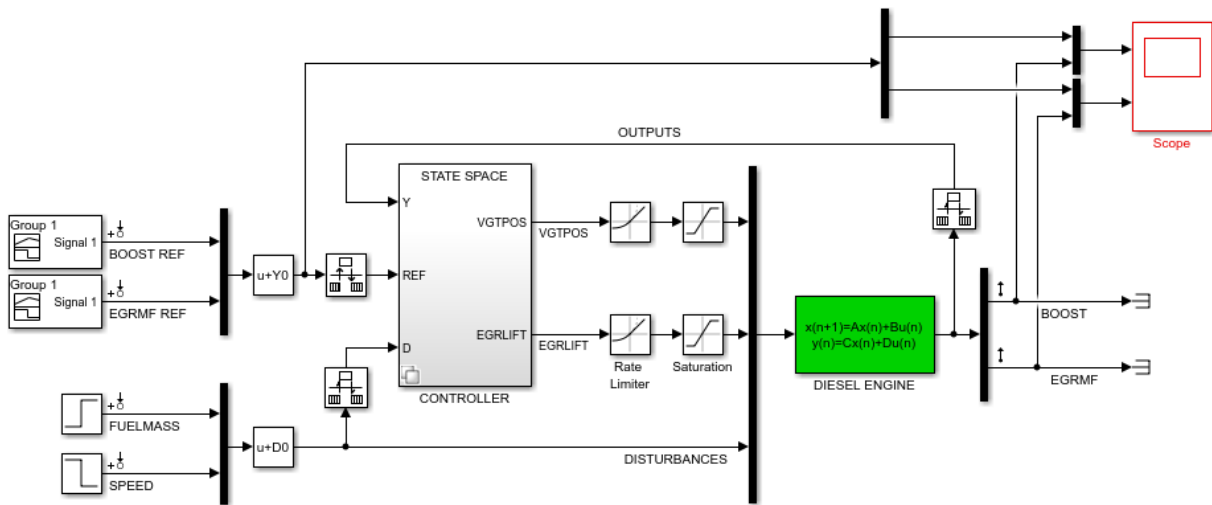 OUTPUTS
Scope
STATE SPACE
Y
VGTPOS
VGTPOS
Group 1
Signal 1
BOOST REF
u+Y0
REF
Group 1
Signal 1
EGRMF REF
EGRLIFT
EGRLIFT
D
Rate
Limiter
Saturation
x(n+1)=Ax(n)+Bu(n)
y(n)=Cx(n)+Du(n)
DIESEL ENGINE
BOOST
EGRMF
CONTROLLER
FUELMASS
u+D0
DISTURBANCES
SPEED